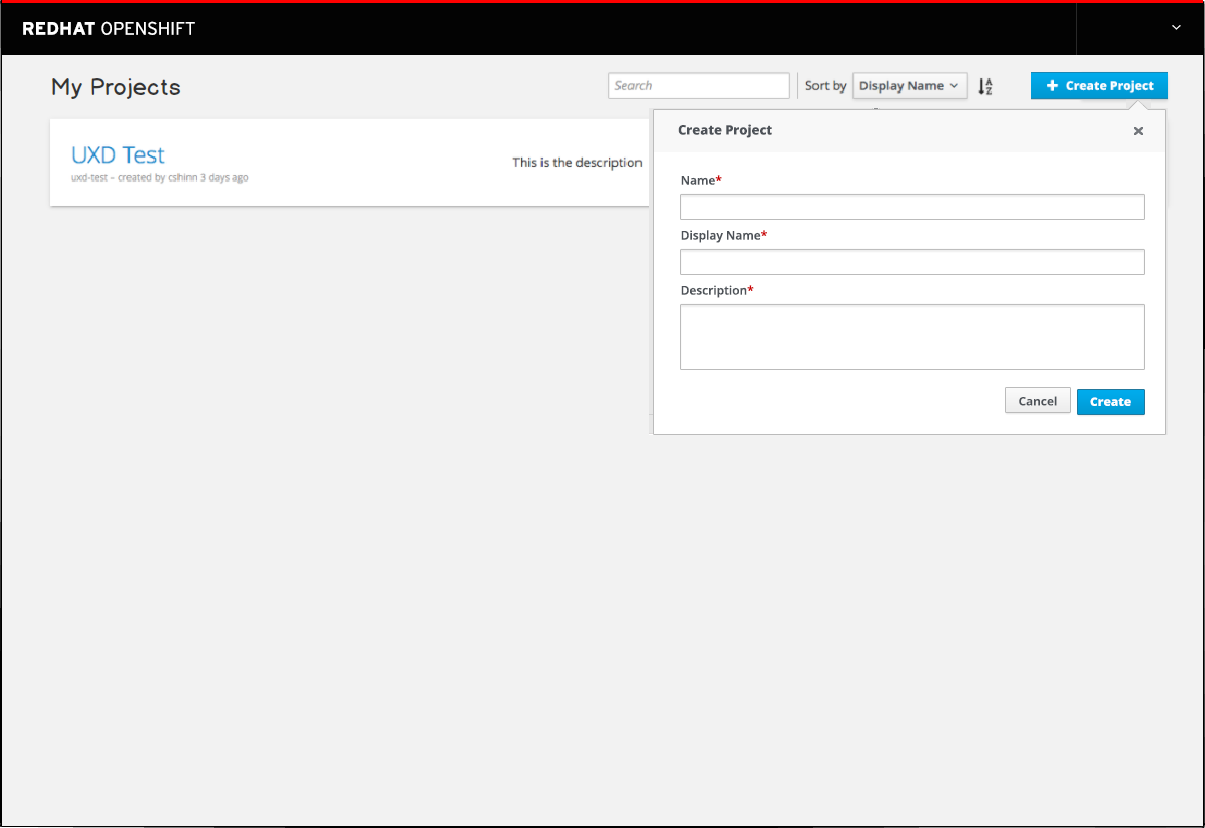 REDHAT OPENSHIFT
My Projects
Search
Sort by Display Name
A
Z
+ Create Project
UXD Test
uxd-test - created by cshinn 3 days ago
This is the description
Create Project
Name*
Display Name*
Description*
Cancel
Create